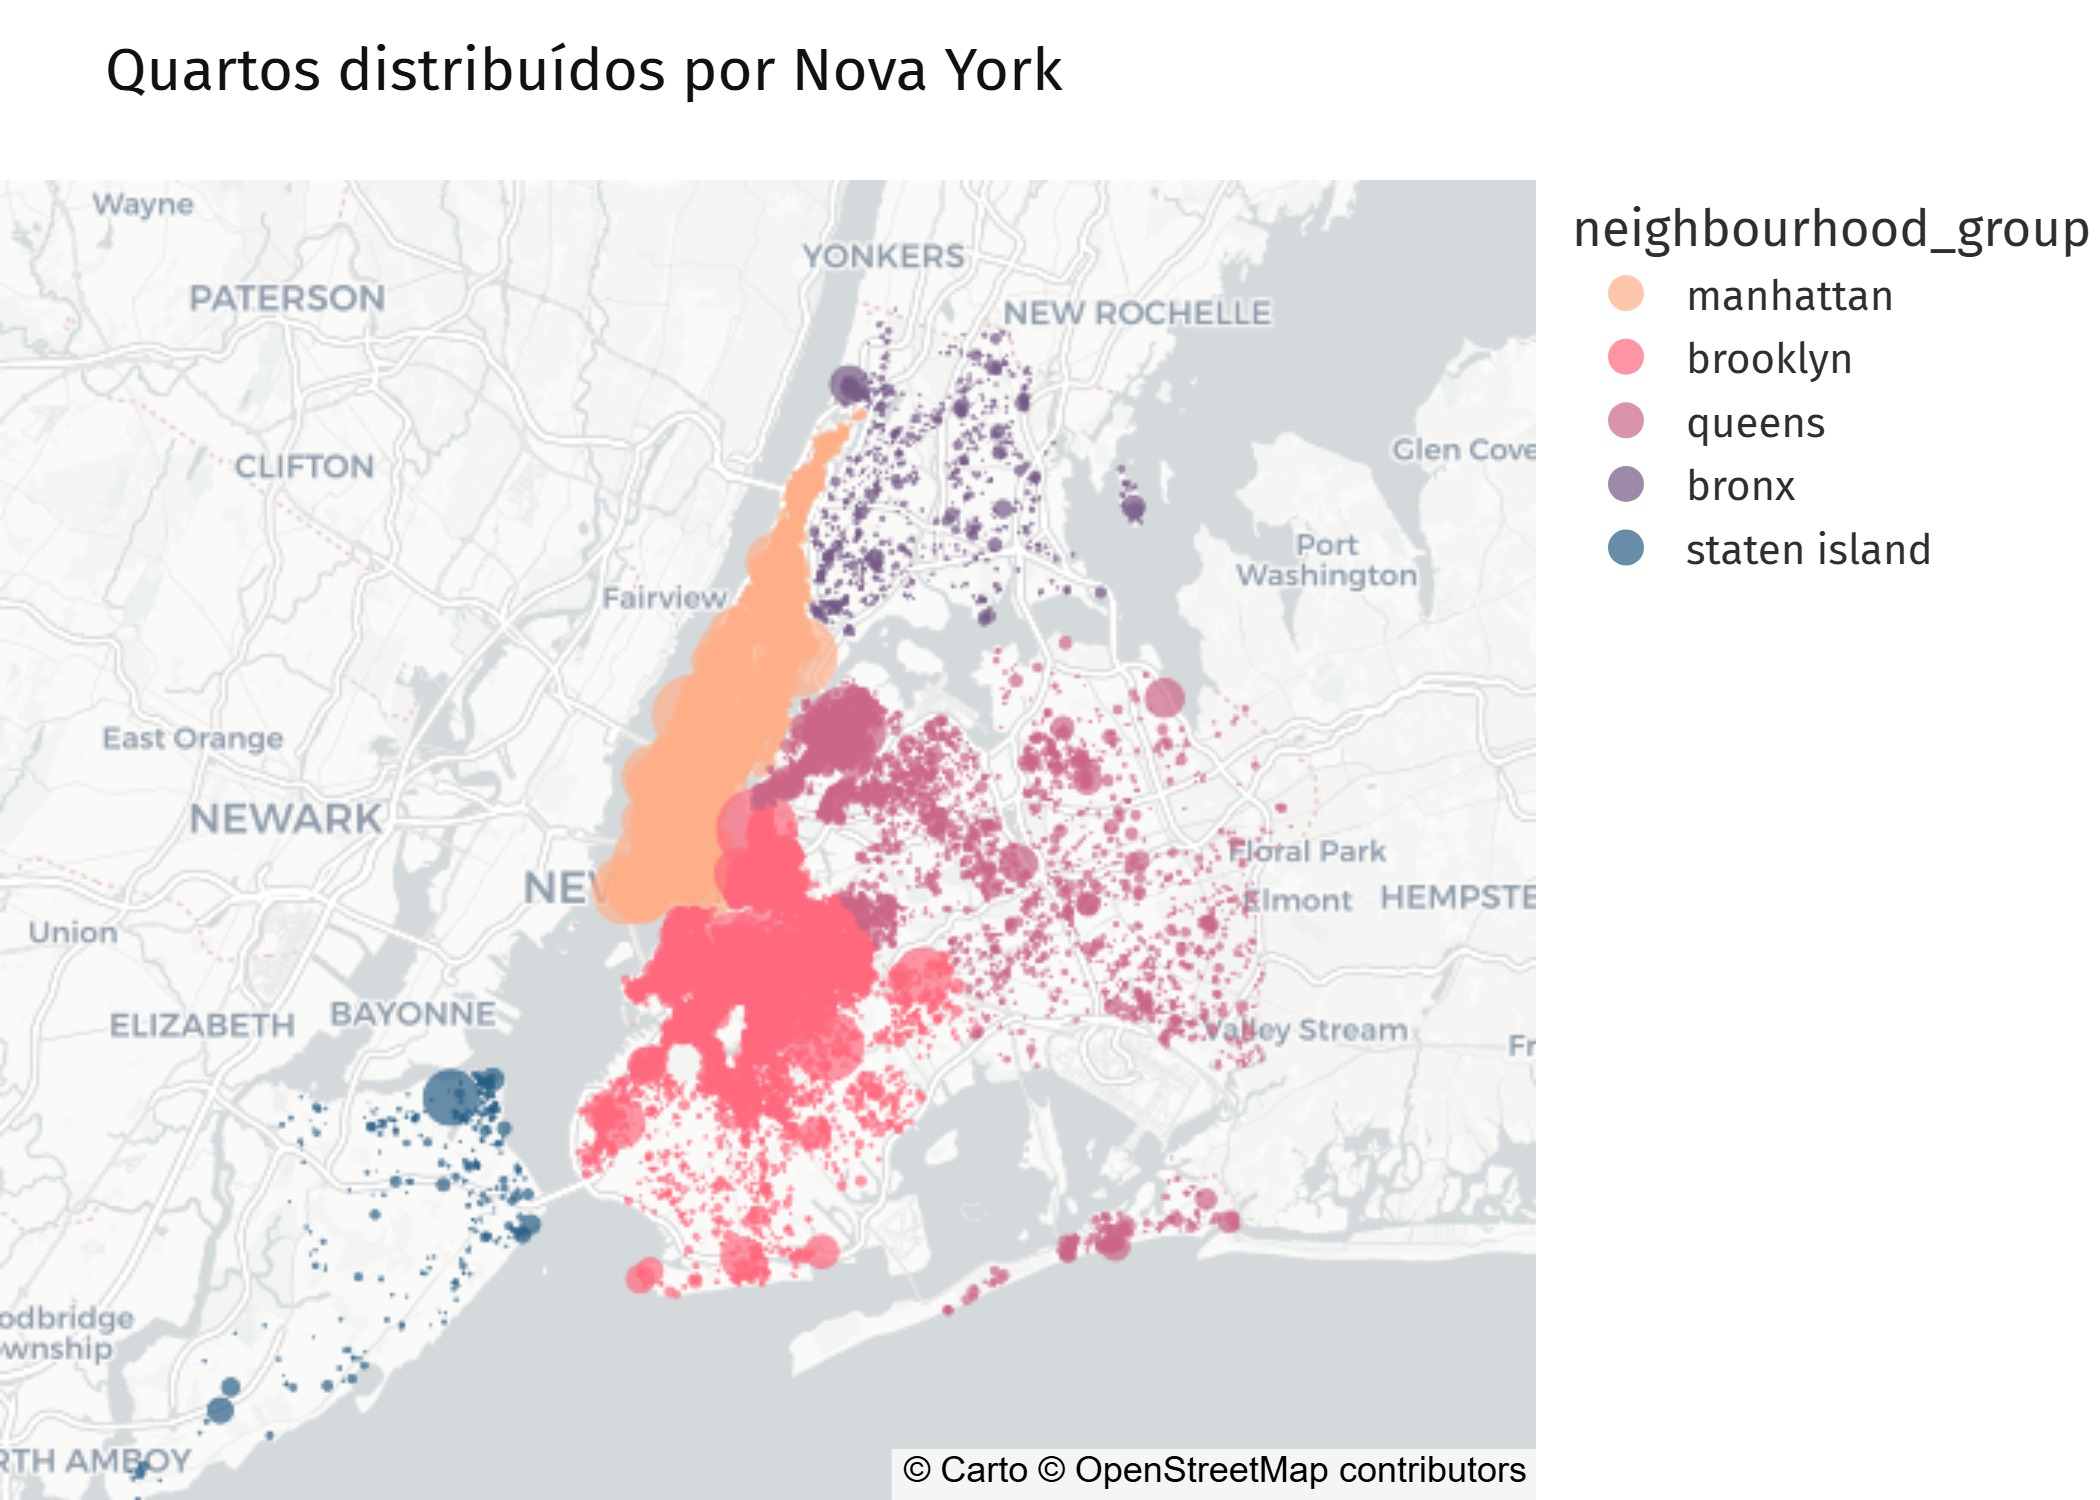 Quartos distribuídos por Nova York
Wayne
YONKERS
PATERSON
NEW ROCHELLE
CLIFTON
Glen Cove
Port
Washington
Fairview
East Orange
NEWARK
NEW
Floral Park
Elmont
HEMPSTE
Union
ELIZABETH
BAYONNE
Valley Stream
Fr
odbridge
wnship
RTH AMBOY
© Carto © OpenStreetMap contributors
neighbourhood_group
manhattan
brooklyn
queens
bronx
staten island